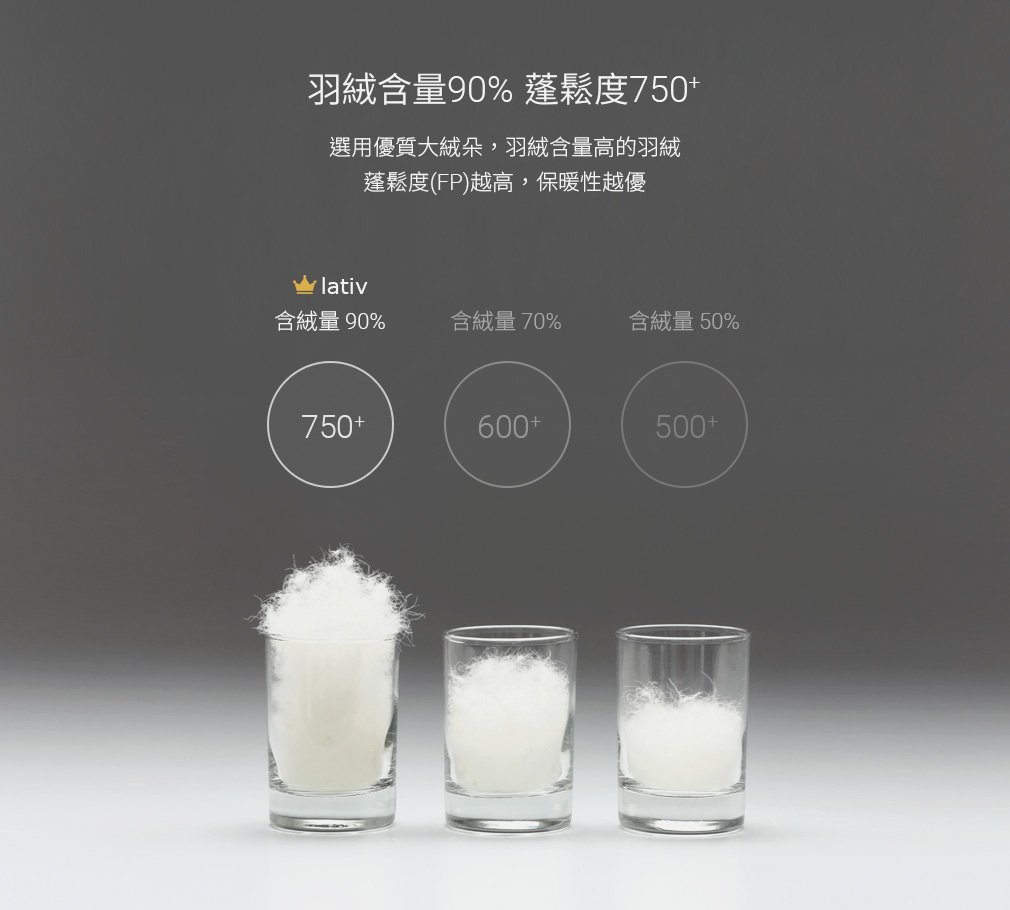 羽絨含量90% 蓬鬆度750⁺
選用優質大絨朵，羽絨含量高的羽絨
蓬鬆度(FP)越高，保暖性越優
lativ
含絨量 90%
含絨量 70%
含絨量 50%
750⁺
600⁺
500⁺